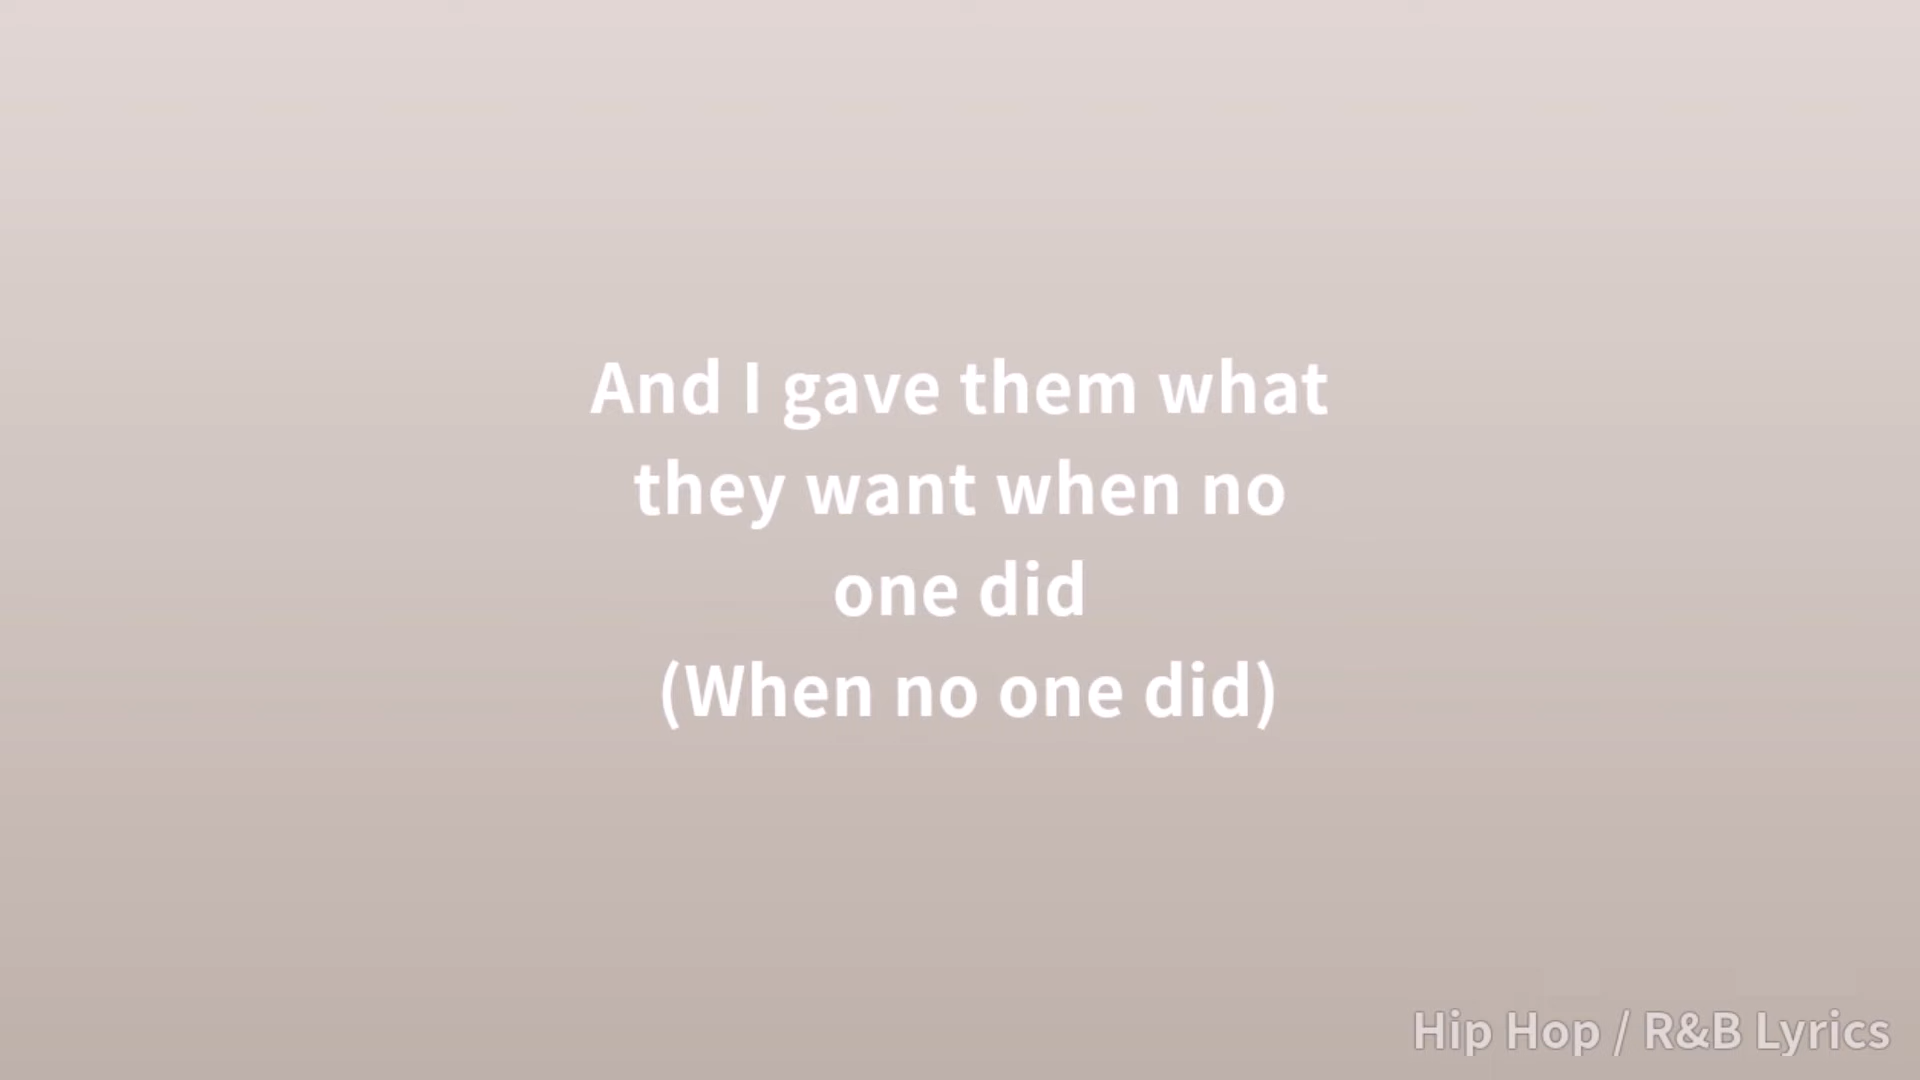 And I gave them what
they want when no
one did
(When no one did)
Hip Hop / R&B Lyrics